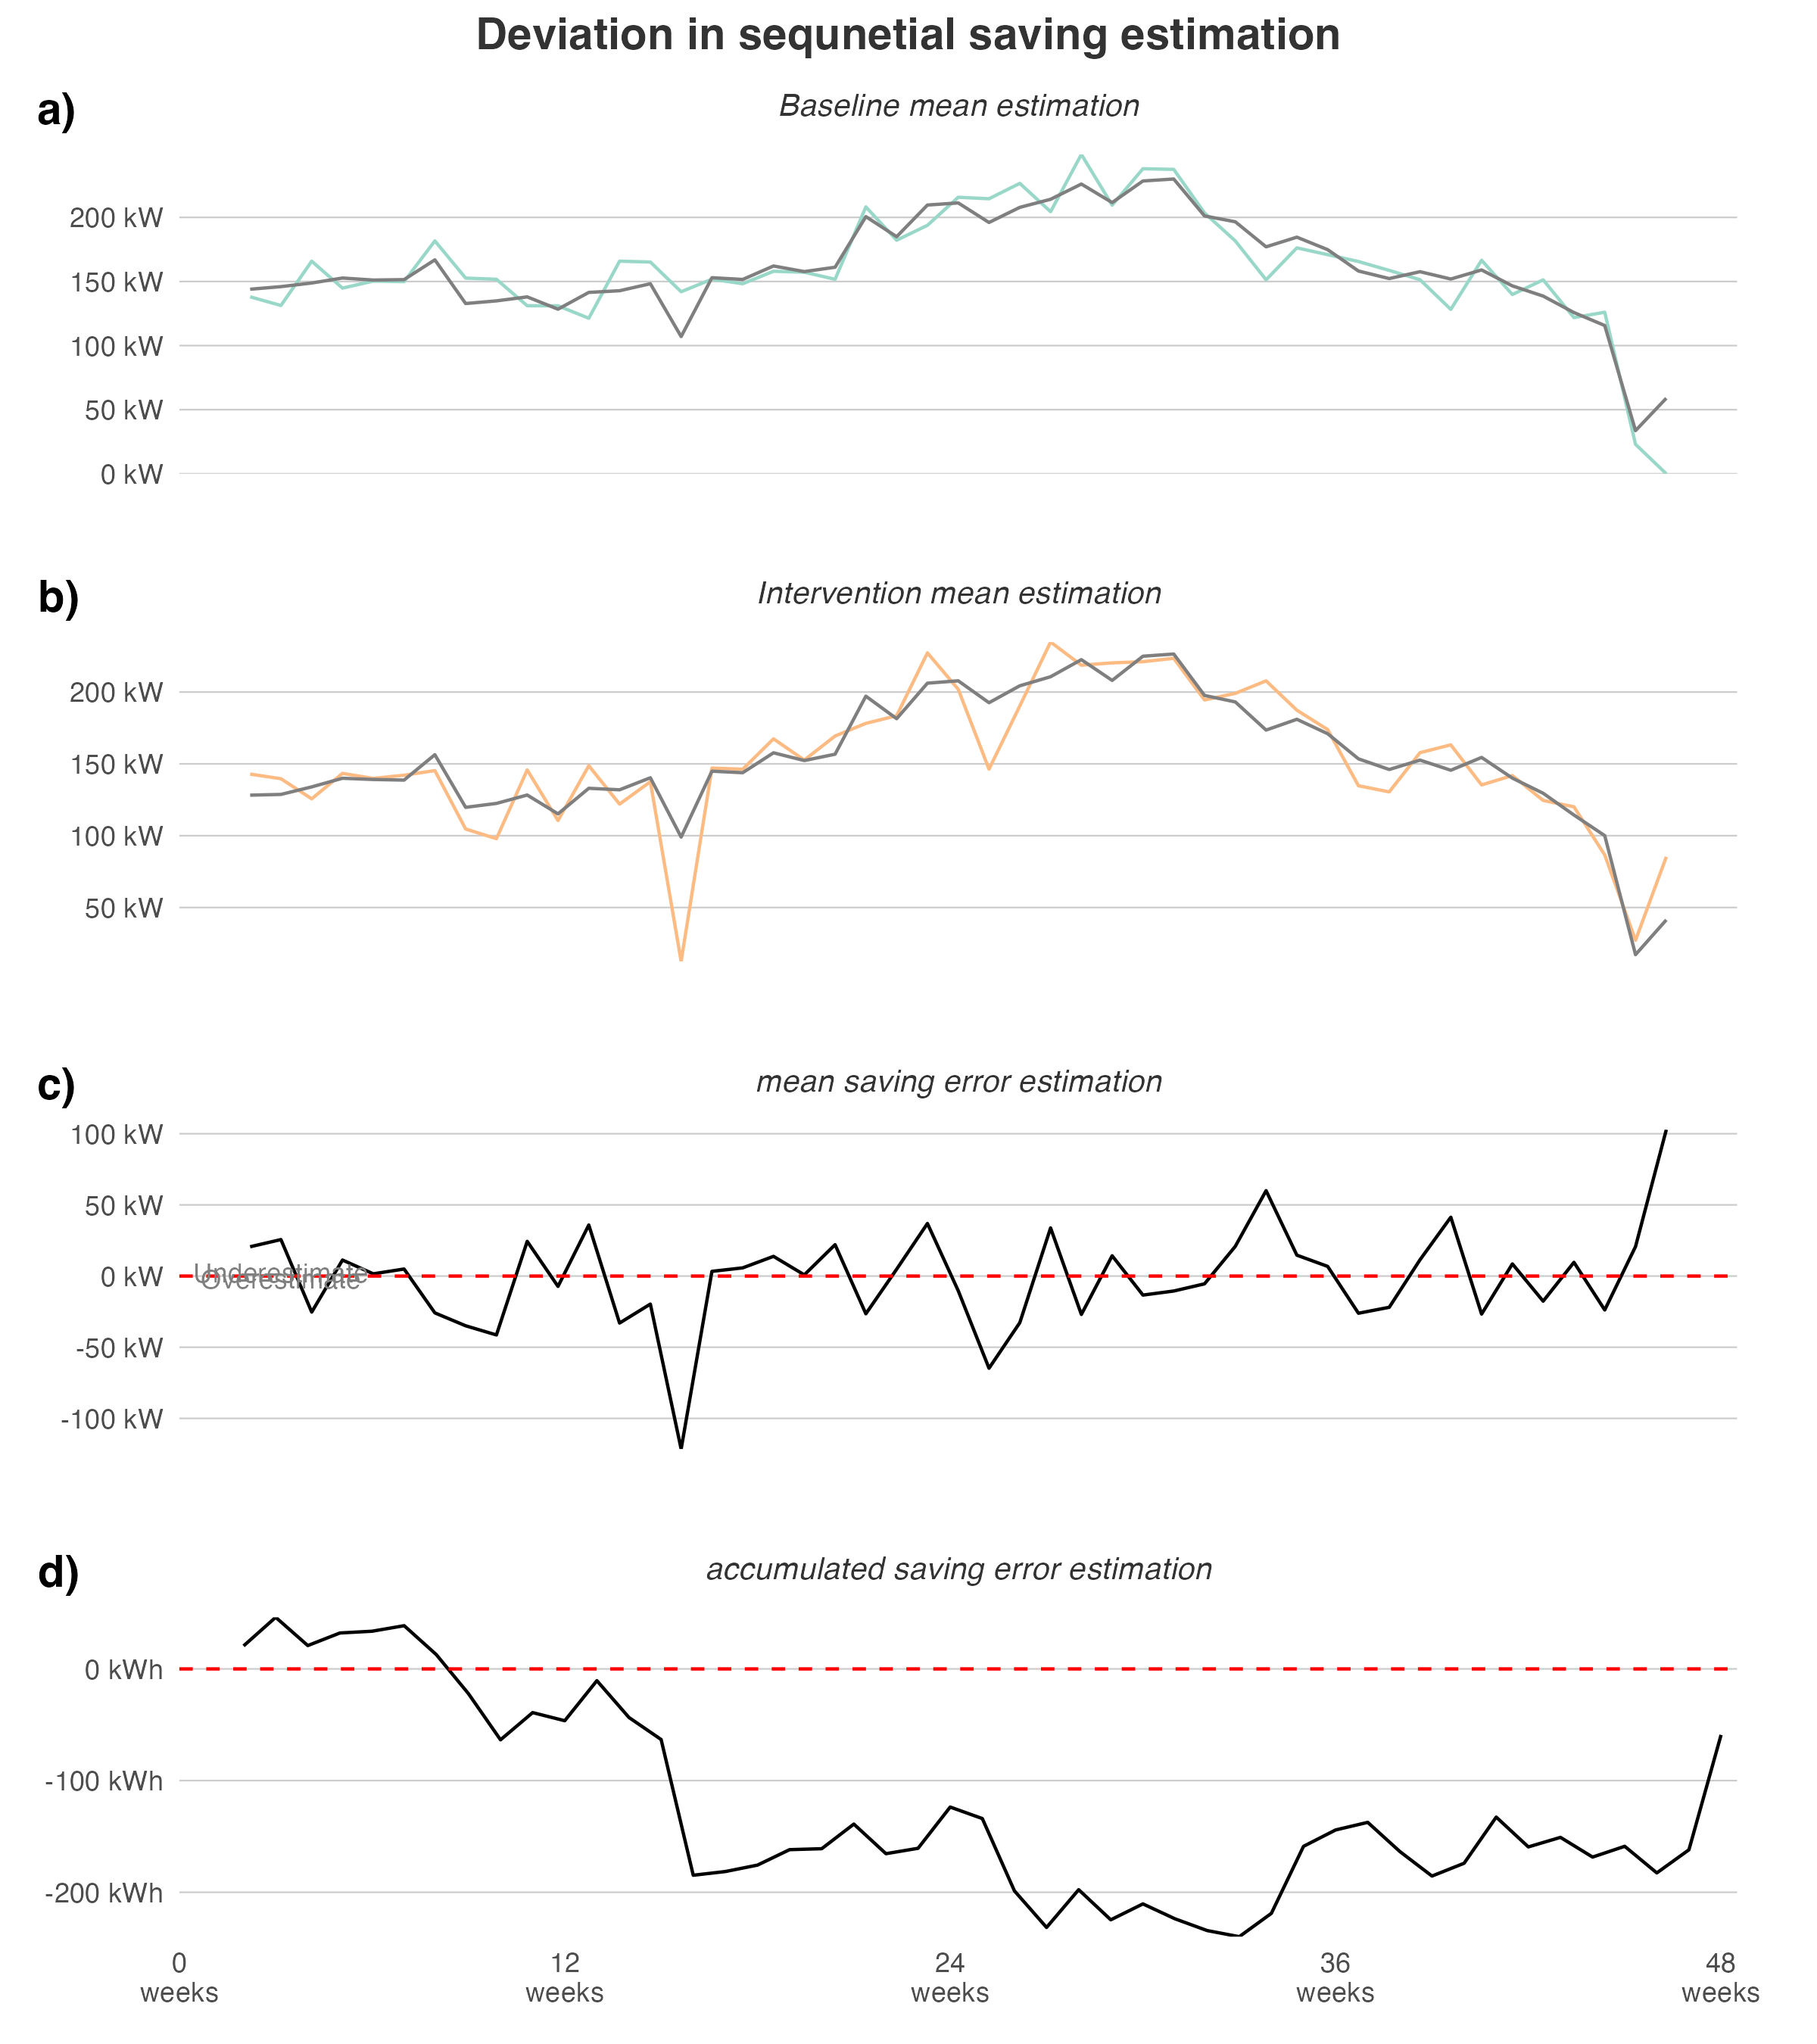 Deviation in sequnetial saving estimation
a)
Baseline mean estimation
200 kW
150 kW
100 kW
50 kW
0 kW
b)
Intervention mean estimation
200 kW
150 kW
100 kW
50 kW
c)
mean saving error estimation
100 kW
50 kW
Underestimate
0 kW
Overestimate
-50 kW
-100 kW
d)
accumulated saving error estimation
0 kWh
-100 kWh
-200 kWh
0 12 24 36 48
weeks weeks weeks weeks weeks